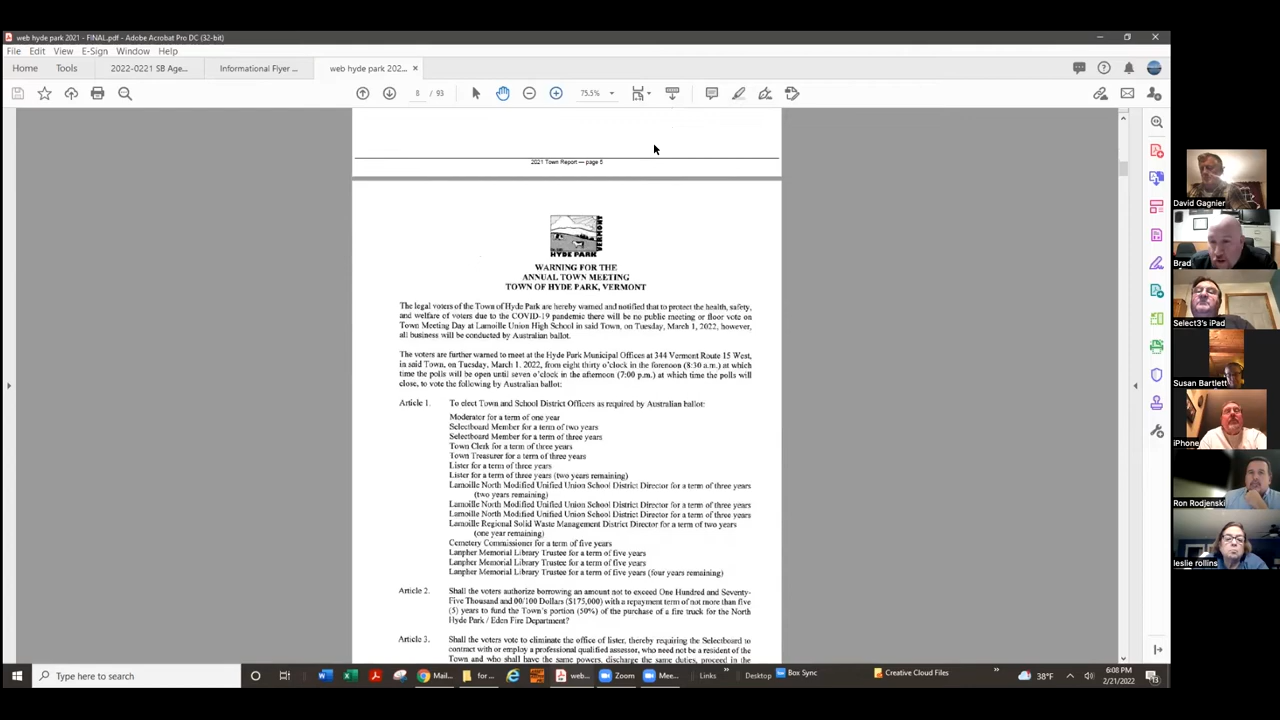 web hyde park 2021 - FINAL.pdf - Adobe Acrobat Pro DC (32-bit)
File Edit View E-Sign Window Help
Home Tools 2022-0221 SB Age... Informational Flyer ... web hyde park 202... ×
8 / 93 75.5%
2021 Town Report — page 5
HYDE PARK
VERMONT
WARNING FOR THE
ANNUAL TOWN MEETING
TOWN OF HYDE PARK, VERMONT
The legal voters of the Town of Hyde Park are hereby warned and notified that to protect the health, safety,
and welfare of voters due to the COVID-19 pandemic there will be no public meeting or floor vote on
Town Meeting Day at Lamoille Union High School in said Town, on Tuesday, March 1, 2022, however,
all business will be conducted by Australian ballot.
The voters are further warned to meet at the Hyde Park Municipal Offices at 344 Vermont Route 15 West,
in said Town, on Tuesday, March 1. 2022, from eight thirty o'clock in the forenoon (8:30 a.m.) at which
time the polls will be open until seven o'clock in the afternoon (7:00 p.m.) at which time the polls will
close, to vote the following by Australian ballot:
Article 1. To elect Town and School District Officers as required by Australian ballot:
Moderator for a term of one year
Selectboard Member for a term of two years
Selectboard Member for a term of three years
Town Clerk for a term of three years
Town Treasurer for a term of three years
Lister for a term of three years
Lister for a term of three years (two years remaining)
Lamoille North Modified Unified Union School District Director for a term of three years
(two years remaining)
Lamoille North Modified Unified Union School District Director for a term of three years
Lamoille North Modified Unified Union School District Director for a term of three years
Lamoille Regional Solid Waste Management District Director for a term of two years
(one year remaining)
Cemetery Commissioner for a term of five years
Lanpher Memorial Library Trustee for a term of five years
Lanpher Memorial Library Trustee for a term of five years
Lanpher Memorial Library Trustee for a term of five years (four years remaining)
Article 2. Shall the voters authorize borrowing an amount not to exceed One Hundred and Seventy-
Five Thousand and 00/100 Dollars ($175,000) with a repayment term of not more than five
(5) years to fund the Town's portion (50%) of the purchase of a fire truck for the North
Hyde Park / Eden Fire Department?
Article 3. Shall the voters vote to eliminate the office of lister, thereby requiring the Selectboard to
contract with or employ a professional qualified assessor, who need not be a resident of the
Town and who shall have the same powers, discharge the same duties, proceed in the
David Gagnier
Brad
Select3's iPad
Susan Bartlett
iPhone
Ron Rodjenski
leslie rollins
Type here to search
Mail... for ... web... Zoom Mee... Links Desktop Box Sync Creative Cloud Files 38°F
6:08 PM
2/21/2022